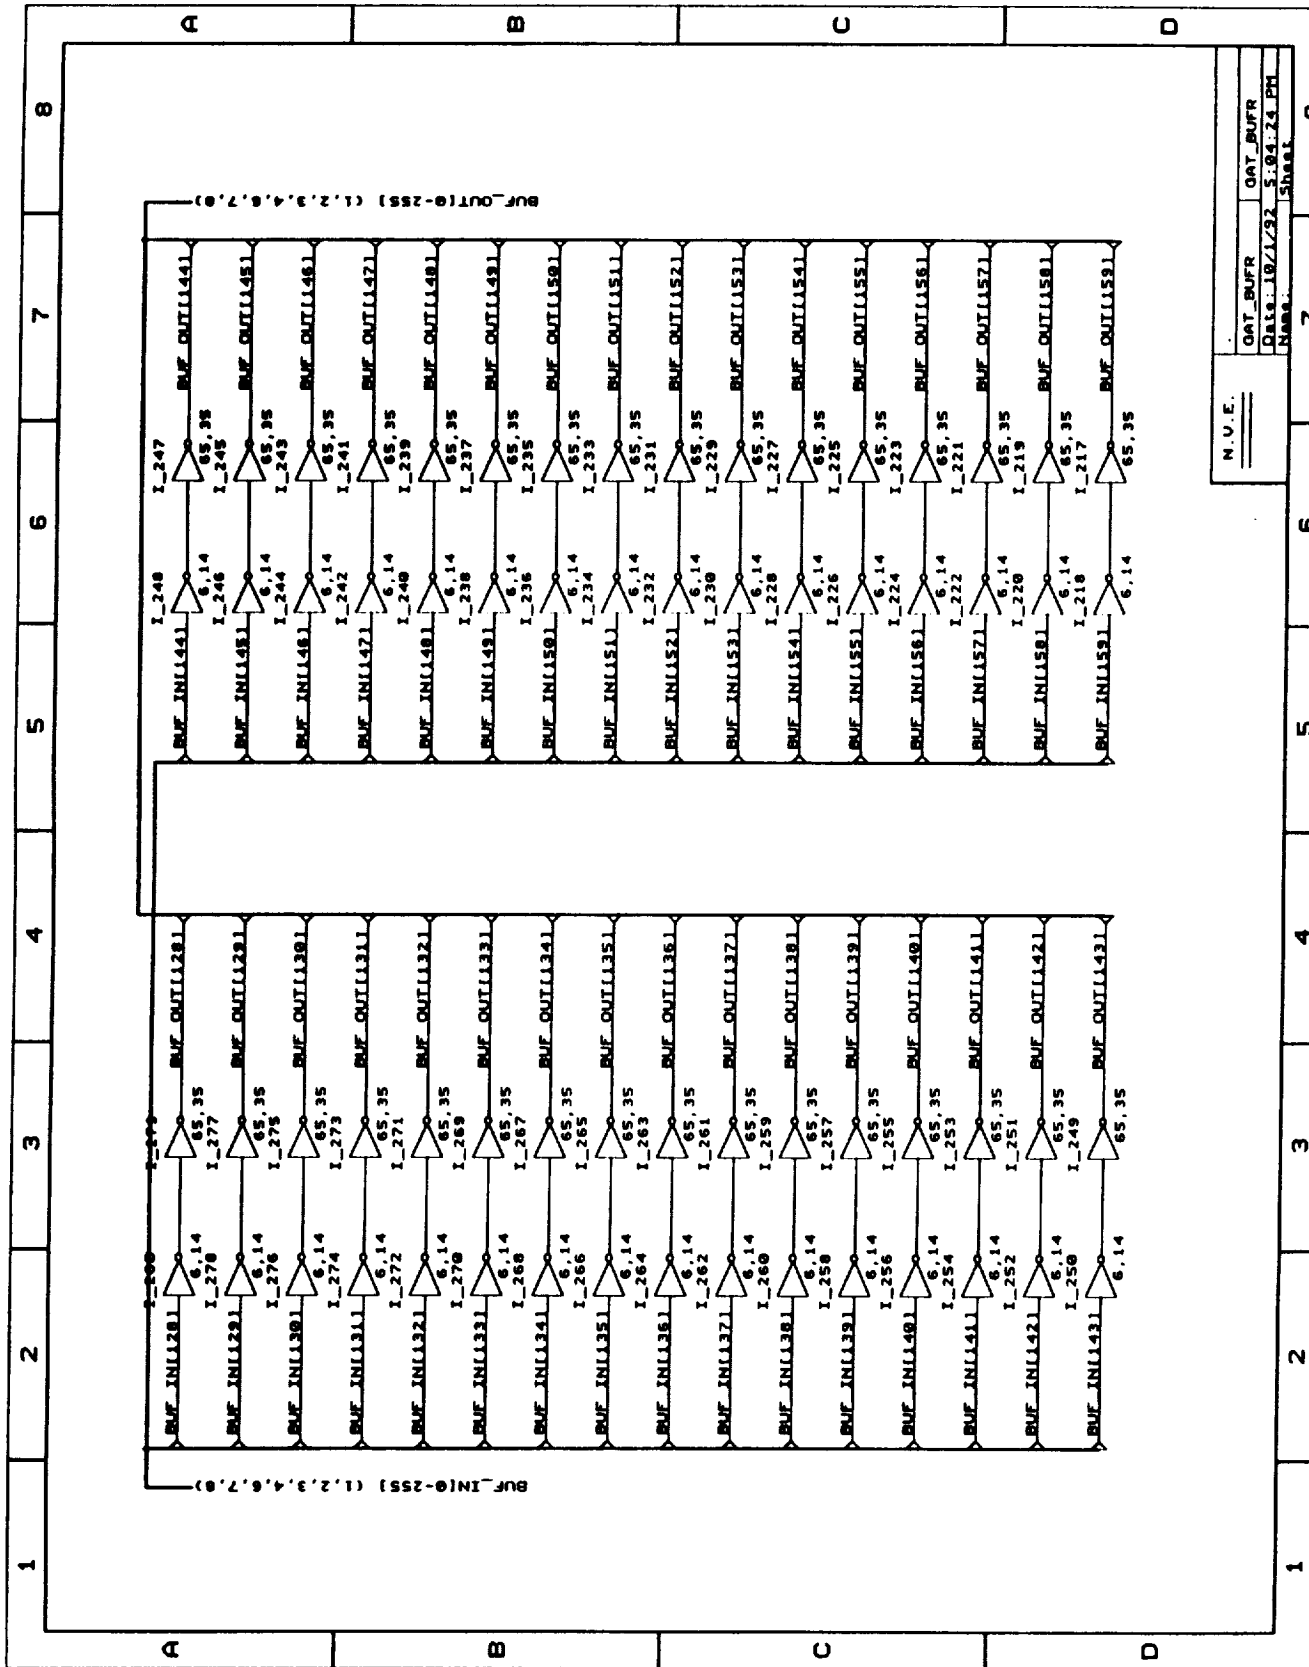 1 2 3 4 5 6 7 8
A
B
C
D
BUF_IN[0-255] (1,2,3,4,6,7,8)
BUF_OUT[0-255] (1,2,3,4,6,7,8)
I_279
BUF_IN[128] 6,14 65,35 BUF_OUT[128]
I_278 I_277
BUF_IN[129] 6,14 65,35 BUF_OUT[129]
I_276 I_275
BUF_IN[130] 6,14 65,35 BUF_OUT[130]
I_274 I_273
BUF_IN[131] 6,14 65,35 BUF_OUT[131]
I_272 I_271
BUF_IN[132] 6,14 65,35 BUF_OUT[132]
I_270 I_269
BUF_IN[133] 6,14 65,35 BUF_OUT[133]
I_268 I_267
BUF_IN[134] 6,14 65,35 BUF_OUT[134]
I_266 I_265
BUF_IN[135] 6,14 65,35 BUF_OUT[135]
I_264 I_263
BUF_IN[136] 6,14 65,35 BUF_OUT[136]
I_262 I_261
BUF_IN[137] 6,14 65,35 BUF_OUT[137]
I_260 I_259
BUF_IN[138] 6,14 65,35 BUF_OUT[138]
I_258 I_257
BUF_IN[139] 6,14 65,35 BUF_OUT[139]
I_256 I_255
BUF_IN[140] 6,14 65,35 BUF_OUT[140]
I_254 I_253
BUF_IN[141] 6,14 65,35 BUF_OUT[141]
I_252 I_251
BUF_IN[142] 6,14 65,35 BUF_OUT[142]
I_250 I_249
BUF_IN[143] 6,14 65,35 BUF_OUT[143]
I_248 I_247
BUF_IN[144] 6,14 65,35 BUF_OUT[144]
I_246 I_245
BUF_IN[145] 6,14 65,35 BUF_OUT[145]
I_244 I_243
BUF_IN[146] 6,14 65,35 BUF_OUT[146]
I_242 I_241
BUF_IN[147] 6,14 65,35 BUF_OUT[147]
I_240 I_239
BUF_IN[148] 6,14 65,35 BUF_OUT[148]
I_238 I_237
BUF_IN[149] 6,14 65,35 BUF_OUT[149]
I_236 I_235
BUF_IN[150] 6,14 65,35 BUF_OUT[150]
I_234 I_233
BUF_IN[151] 6,14 65,35 BUF_OUT[151]
I_232 I_231
BUF_IN[152] 6,14 65,35 BUF_OUT[152]
I_230 I_229
BUF_IN[153] 6,14 65,35 BUF_OUT[153]
I_228 I_227
BUF_IN[154] 6,14 65,35 BUF_OUT[154]
I_226 I_225
BUF_IN[155] 6,14 65,35 BUF_OUT[155]
I_224 I_223
BUF_IN[156] 6,14 65,35 BUF_OUT[156]
I_222 I_221
BUF_IN[157] 6,14 65,35 BUF_OUT[157]
I_220 I_219
BUF_IN[158] 6,14 65,35 BUF_OUT[158]
I_218 I_217
BUF_IN[159] 6,14 65,35 BUF_OUT[159]
N.V.E.
GAT_BUFR GAT_BUFR
Date: 10/1/92 5:04:24 PM
Name: Sheet
A
B
C
D
1 2 3 4 5 6 7